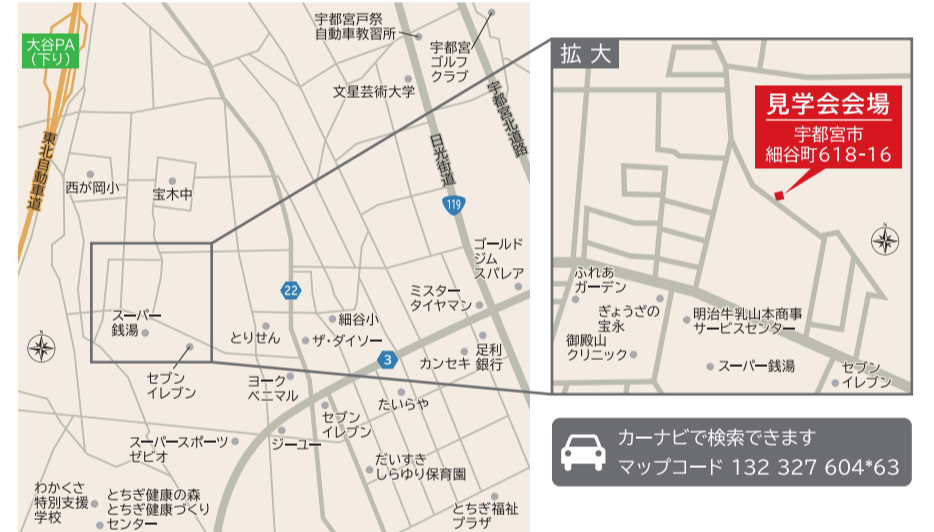 大谷PA
（下り）
東北自動車道
宇都宮戸祭
自動車教習所
宇都宮
ゴルフ
クラブ
文星芸術大学
宇都宮北道路
日光街道
119
西が岡小
宝木中
ゴールド
ジム
スパレア
22
ミスター
タイヤマン
スーパー
銭湯
とりせん
細谷小
ザ・ダイソー
3
カンセキ
足利
銀行
セブン
イレブン
ヨーク
ベニマル
たいらや
セブン
イレブン
スーパースポーツ
ゼビオ
ジーユー
だいすき
しらゆり保育園
わかくさ
特別支援
学校
とちぎ健康の森
とちぎ健康づくり
センター
とちぎ福祉
プラザ
N
拡大
見学会会場
宇都宮市
細谷町618-16
N
ふれあ
ガーデン
ぎょうざの
宝永
明治牛乳山本商事
サービスセンター
御殿山
クリニック
スーパー銭湯
セブン
イレブン
カーナビで検索できます
マップコード 132 327 604*63